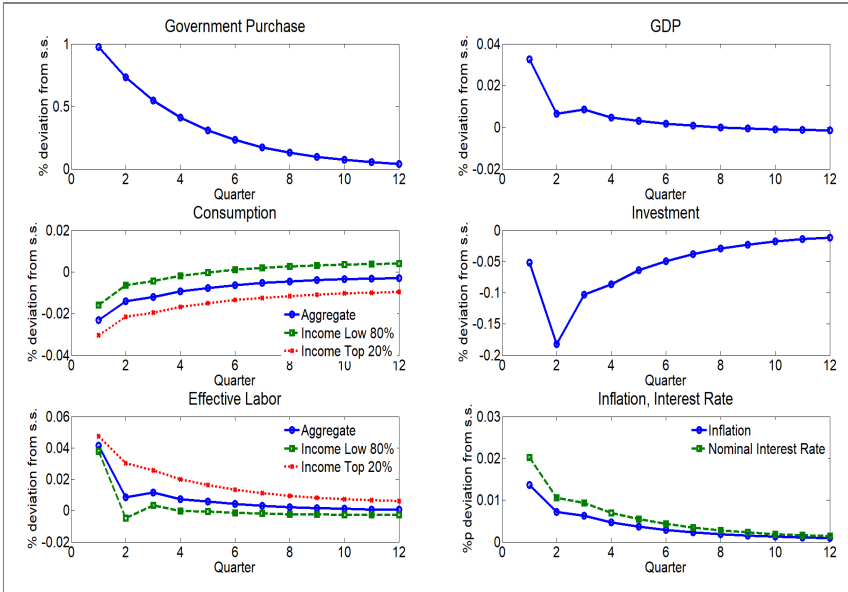 Government Purchase
% deviation from s.s.
1
0.5
0
0 2 4 6 8 10 12
Quarter
GDP
% deviation from s.s.
0.04
0.02
0
-0.02
0 2 4 6 8 10 12
Quarter
Consumption
% deviation from s.s.
0.02
0
-0.02
-0.04
0 2 4 6 8 10 12
Quarter
Aggregate
Income Low 80%
Income Top 20%
Investment
% deviation from s.s.
0
-0.05
-0.1
-0.15
-0.2
0 2 4 6 8 10 12
Quarter
Effective Labor
% deviation from s.s.
0.06
0.04
0.02
0
-0.02
0 2 4 6 8 10 12
Quarter
Aggregate
Income Low 80%
Income Top 20%
Inflation, Interest Rate
%p deviation from s.s.
0.03
0.02
0.01
0
0 2 4 6 8 10 12
Quarter
Inflation
Nominal Interest Rate